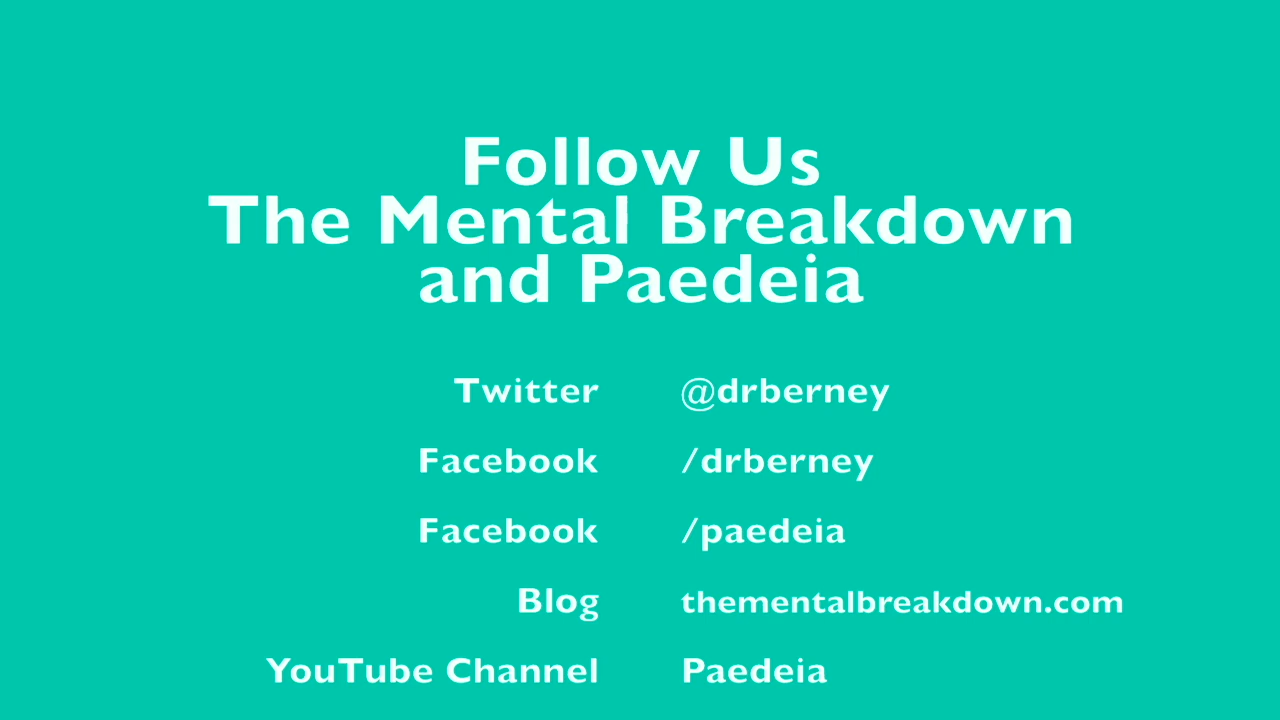 Follow Us
The Mental Breakdown
and Paedeia
Twitter @drberney
Facebook /drberney
Facebook /paedeia
Blog thementalbreakdown.com
YouTube Channel Paedeia